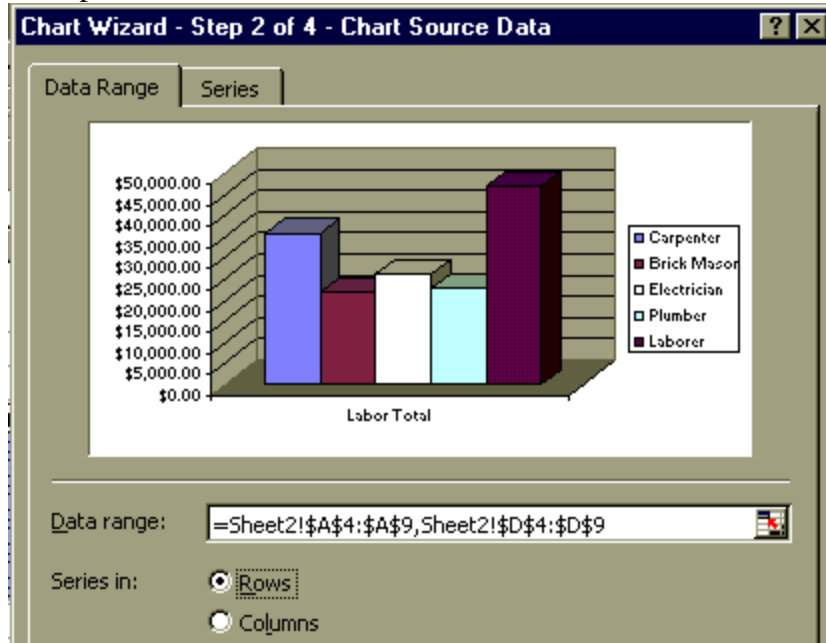 Chart Wizard - Step 2 of 4 - Chart Source Data
Data Range
Series
$50,000.00
$45,000.00
$40,000.00
$35,000.00
$30,000.00
$25,000.00
$20,000.00
$15,000.00
$10,000.00
$5,000.00
$0.00
Labor Total
Carpenter
Brick Mason
Electrician
Plumber
Laborer
Data range:
=Sheet2!$A$4:$A$9,Sheet2!$D$4:$D$9
Series in:
Rows
Columns